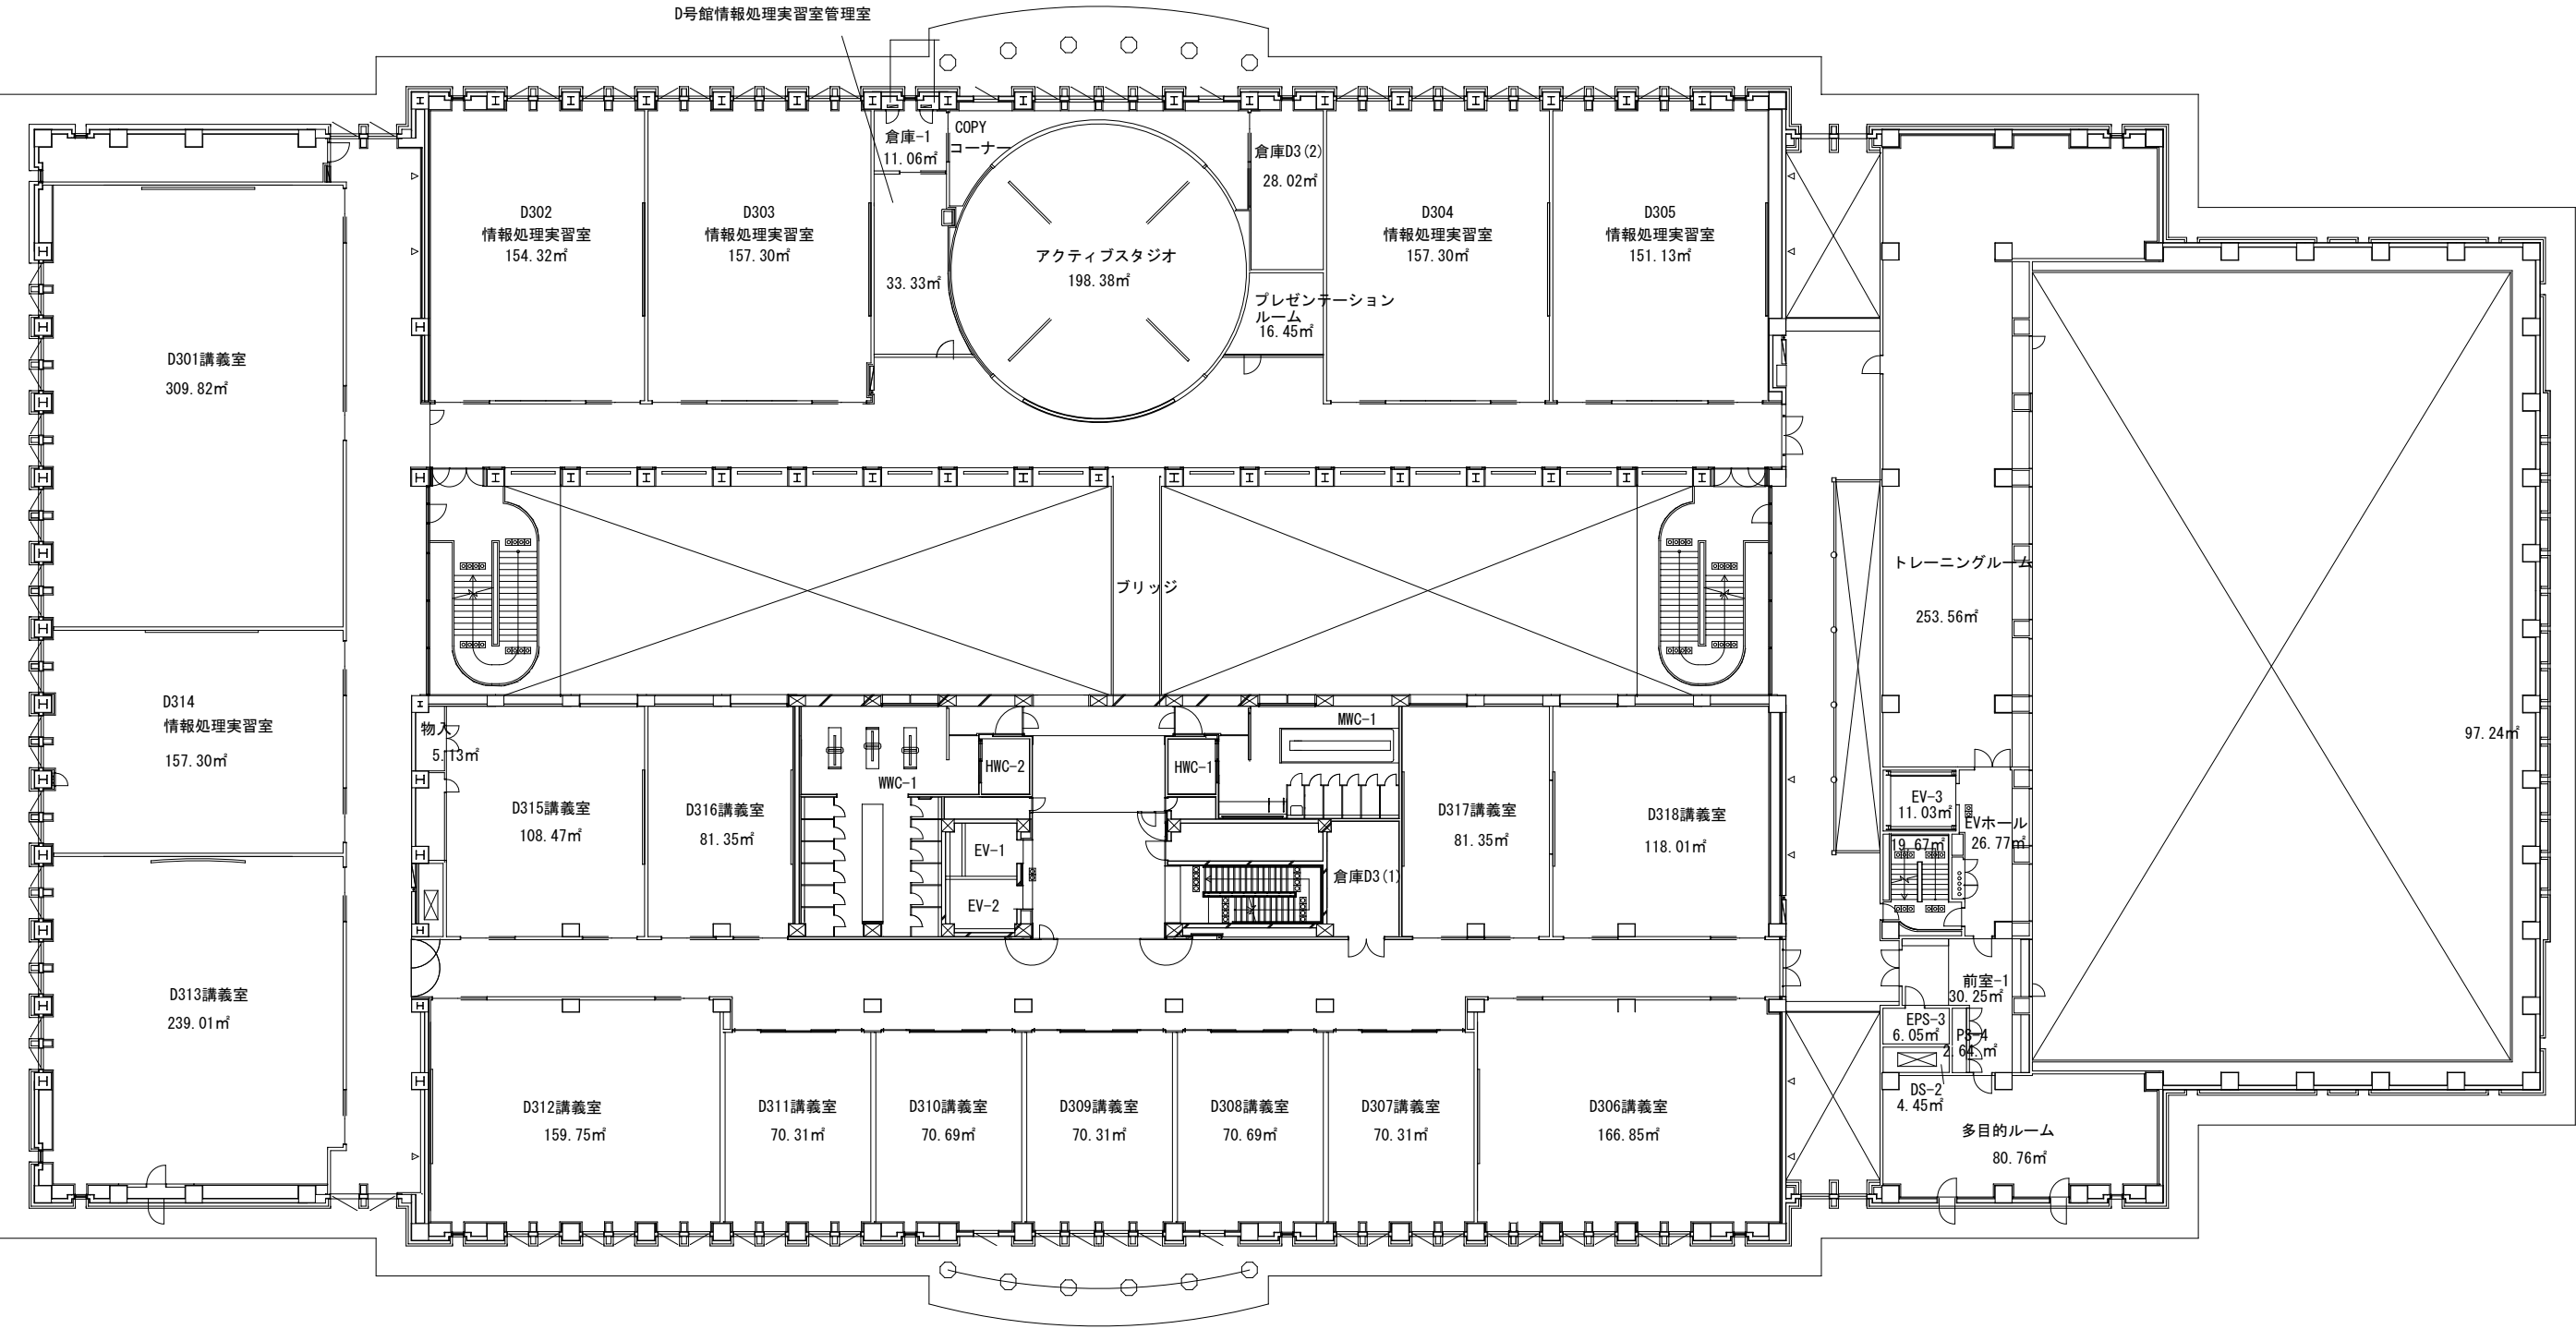 D号館情報処理実習室管理室
倉庫-1
11.06㎡
COPY
コーナー
倉庫D3(2)
28.02㎡
D302
情報処理実習室
154.32㎡
D303
情報処理実習室
157.30㎡
33.33㎡
アクティブスタジオ
198.38㎡
プレゼンテーション
ルーム
16.45㎡
D304
情報処理実習室
157.30㎡
D305
情報処理実習室
151.13㎡
D301講義室
309.82㎡
ブリッジ
トレーニングルーム
253.56㎡
D314
情報処理実習室
157.30㎡
物入
5.13㎡
D315講義室
108.47㎡
D316講義室
81.35㎡
WWC-1
HWC-2
HWC-1
MWC-1
EV-1
EV-2
倉庫D3(1)
D317講義室
81.35㎡
D318講義室
118.01㎡
97.24㎡
EV-3
11.03㎡
EVホール
26.77㎡
19.67㎡
D313講義室
239.01㎡
前室-1
30.25㎡
EPS-3
6.05㎡
PS-4
2.64.㎡
DS-2
4.45㎡
D312講義室
159.75㎡
D311講義室
70.31㎡
D310講義室
70.69㎡
D309講義室
70.31㎡
D308講義室
70.69㎡
D307講義室
70.31㎡
D306講義室
166.85㎡
多目的ルーム
80.76㎡